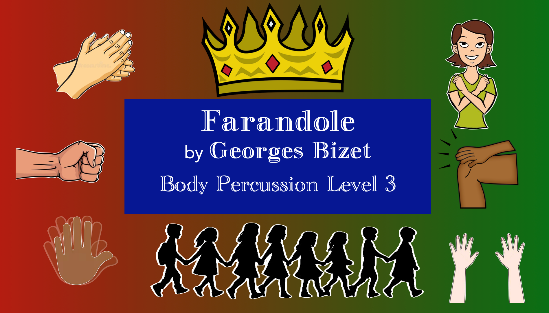 Farandole
by Georges Bizet
Body Percussion Level 3